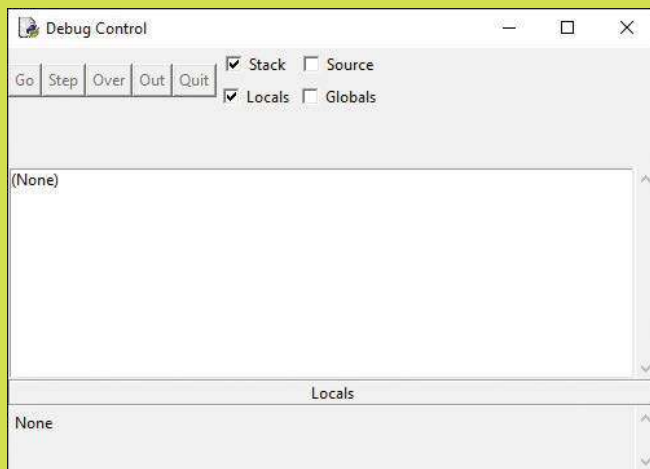 Debug Control
Go Step Over Out Quit
Stack Source
Locals Globals
(None)
Locals
None